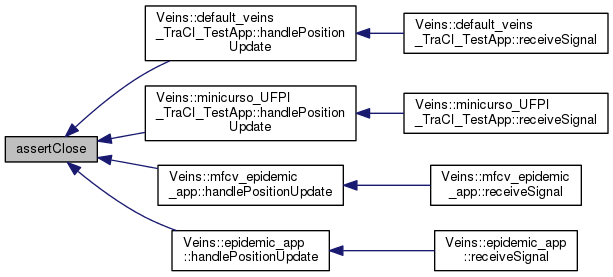 Veins::default_veins
_TraCI_TestApp::handlePosition
Update
Veins::default_veins
_TraCI_TestApp::receiveSignal
Veins::minicurso_UFPI
_TraCI_TestApp::handlePosition
Update
Veins::minicurso_UFPI
_TraCI_TestApp::receiveSignal
assertClose
Veins::mfcv_epidemic
_app::handlePositionUpdate
Veins::mfcv_epidemic
_app::receiveSignal
Veins::epidemic_app
::handlePositionUpdate
Veins::epidemic_app
::receiveSignal